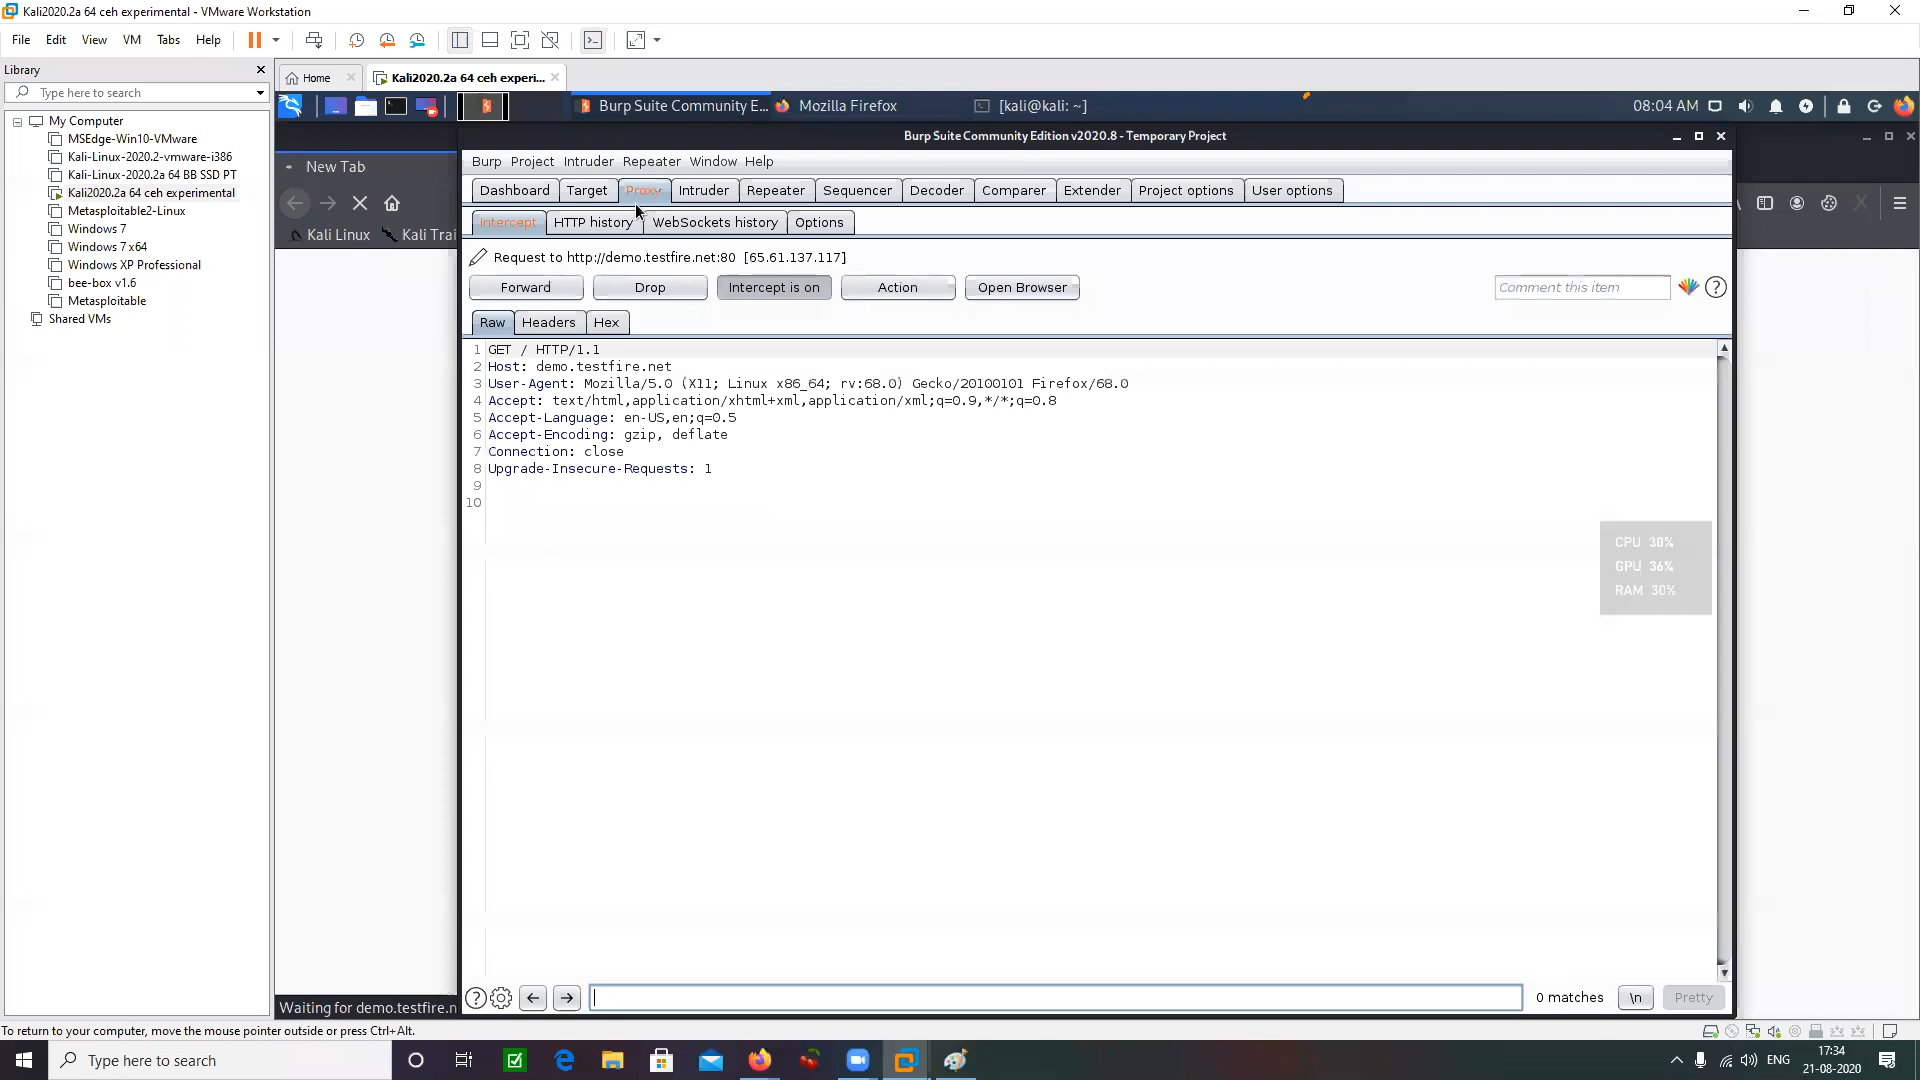 Kali2020.2a 64 ceh experimental - VMware Workstation
File Edit View VM Tabs Help
Library
Type here to search
My Computer
MSEdge-Win10-VMware
Kali-Linux-2020.2-vmware-i386
Kali-Linux-2020.2a 64 BB SSD PT
Kali2020.2a 64 ceh experimental
Metasploitable2-Linux
Windows 7
Windows 7 x64
Windows XP Professional
bee-box v1.6
Metasploitable
Shared VMs
Home Kali2020.2a 64 ceh experi...
Burp Suite Community E... Mozilla Firefox [kali@kali: ~] 08:04 AM
New Tab
Kali Linux Kali Trai
Waiting for demo.testfire.n
Burp Suite Community Edition v2020.8 - Temporary Project
Burp Project Intruder Repeater Window Help
Dashboard Target Proxy Intruder Repeater Sequencer Decoder Comparer Extender Project options User options
Intercept HTTP history WebSockets history Options
Request to http://demo.testfire.net:80 [65.61.137.117]
Forward Drop Intercept is on Action Open Browser Comment this item ?
Raw Headers Hex
1 GET / HTTP/1.1
2 Host: demo.testfire.net
3 User-Agent: Mozilla/5.0 (X11; Linux x86_64; rv:68.0) Gecko/20100101 Firefox/68.0
4 Accept: text/html,application/xhtml+xml,application/xml;q=0.9,*/*;q=0.8
5 Accept-Language: en-US,en;q=0.5
6 Accept-Encoding: gzip, deflate
7 Connection: close
8 Upgrade-Insecure-Requests: 1
9
10
CPU 30%
GPU 36%
RAM 30%
? 0 matches \n Pretty
To return to your computer, move the mouse pointer outside or press Ctrl+Alt.
Type here to search ENG 17:34
21-08-2020